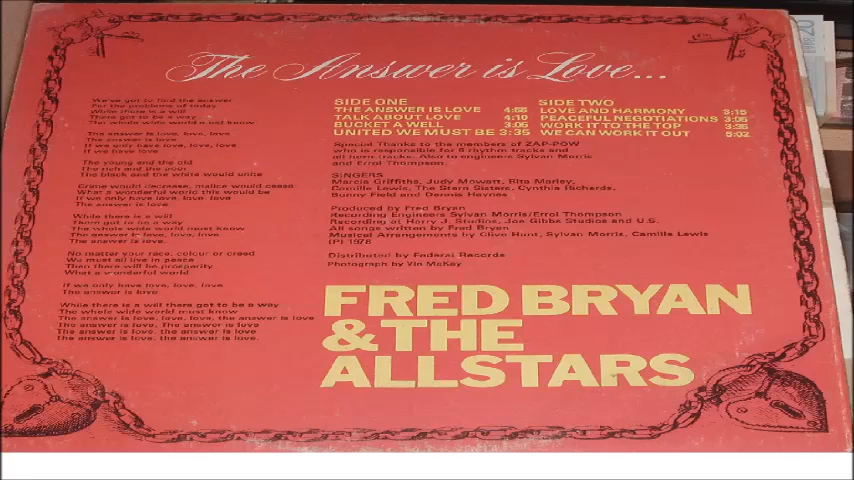 The Answer is Love...
We've got to find the answer
For the problems of today
While there is a will
There got to be a way
The whole wide world must know
The answer is love, love, love
The answer is love
If we only have love, love, love
If we have love
The young and the old
The rich and the poor
The black and the white would unite
Crime would decrease, malice would cease
What a wonderful world this would be
If we only have love, love, love
The answer is love
While there is a will
There got to be a way
The whole wide world must know
The answer is love, love, love
The answer is love.
No matter your race, colour or creed
We must all live in peace
Then there will be prosperity
What a wonderful world
If we only have love, love, love
The answer is love
While there is a will there got to be a way
The whole wide world must know
The answer is love, love, love, the answer is love
The answer is love, The answer is love
The answer is love, the answer is love
The answer is love, the answer is love.
SIDE ONE
THE ANSWER IS LOVE 4:56
TALK ABOUT LOVE 4:10
BUCKET A WELL 3:05
UNITED WE MUST BE 3:35
SIDE TWO
LOVE AND HARMONY 3:15
PEACEFUL NEGOTIATIONS 3:05
WORK IT TO THE TOP 3:36
WE CAN WORK IT OUT 5:02
Special Thanks to the members of ZAP-POW
who is responsible for 6 rhythm tracks and
all horn tracks. Also to engineers Sylvan Morris
and Errol Thompson.
SINGERS
Marcia Griffiths, Judy Mowatt, Rita Marley,
Camille Lewis, The Stern Sisters, Cynthia Richards,
Bunny Field and Dennis Haynes
Produced by Fred Bryan
Recording Engineers Sylvan Morris/Errol Thompson
Recording at Harry J. Studios, Joe Gibbs Studios and U.S.
All songs written by Fred Bryan
Musical Arrangements by Clive Hunt, Sylvan Morris, Camille Lewis
(P) 1978
Distributed by Federal Records
Photograph by Vin McKay
FRED BRYAN
& THE
ALLSTARS